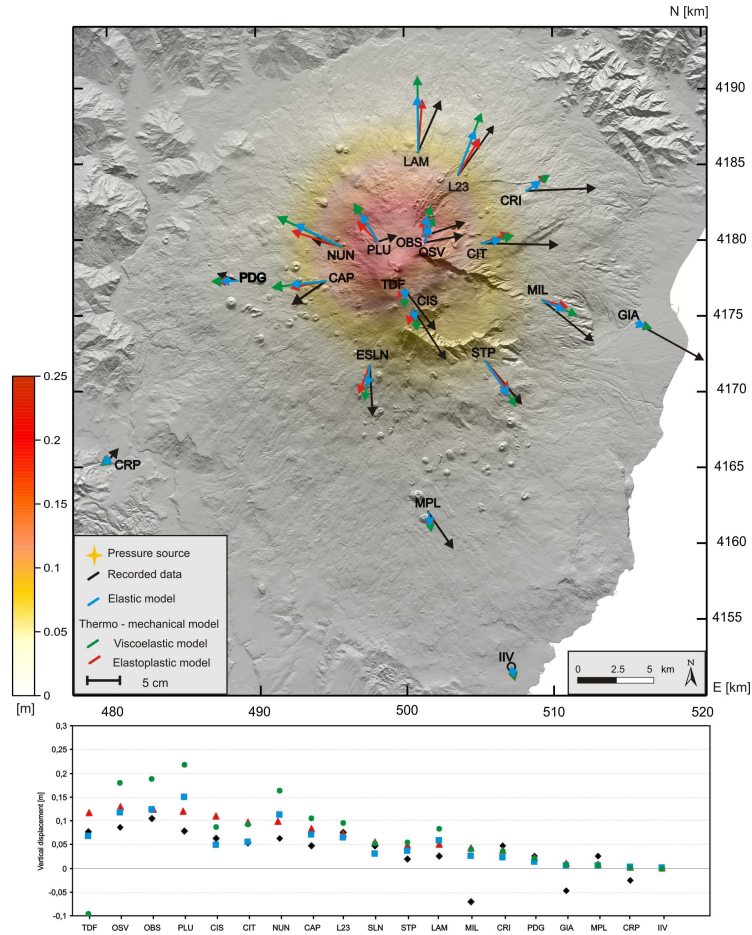 N [km]
4190
LAM
4185
L23
CRI
4180
NUN
PLU
OBS
OSV
CIT
PDG
CAP
TDF
CIS
MIL
GIA
4175
ESLN
STP
4170
0.25
0.2
0.15
0.1
0.05
0
[m]
CRP
4165
MPL
4160
Pressure source
Recorded data
Elastic model
Thermo - mechanical model
Viscoelastic model
Elastoplastic model
5 cm
4155
IIV
0 2.5 5 km
N
E [km]
480 490 500 510 520
Vertical displacement [m]
0,3
0,25
0,2
0,15
0,1
0,05
0
-0,05
-0,1
TDF OSV OBS PLU CIS CIT NUN CAP L23 SLN STP LAM MIL CRI PDG GIA MPL CRP IIV